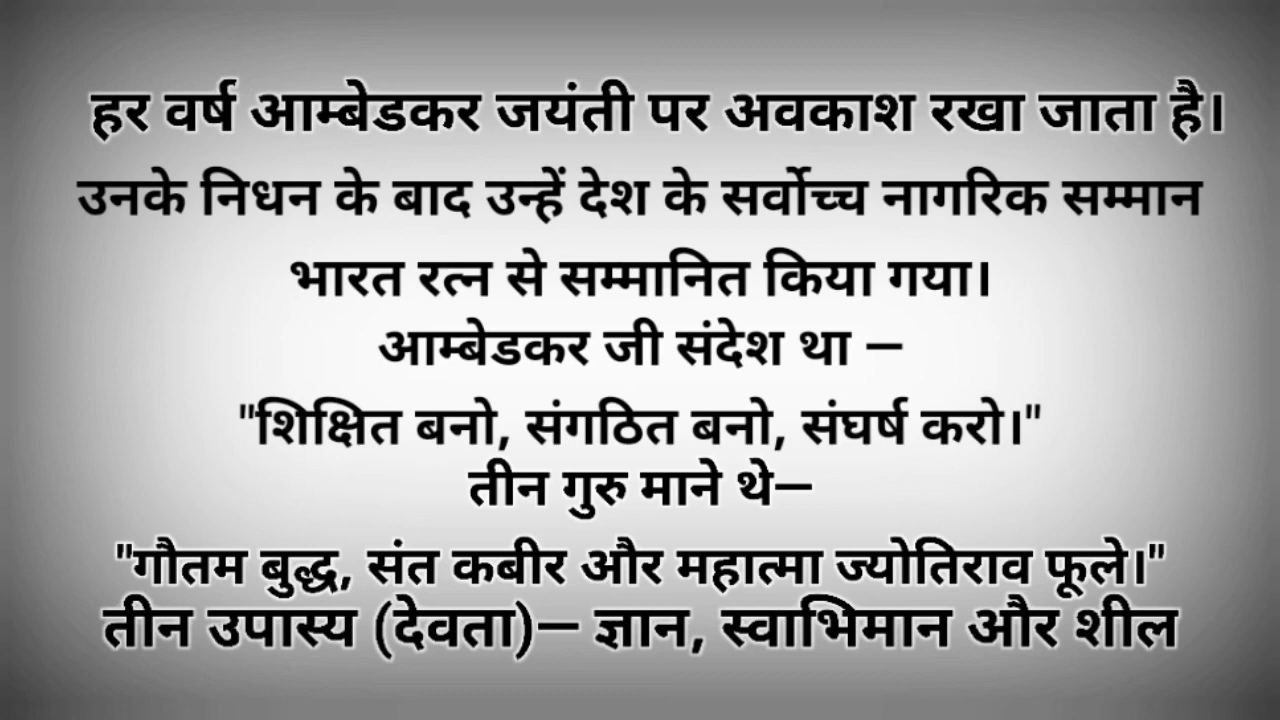 हर वर्ष आम्बेडकर जयंती पर अवकाश रखा जाता है।
उनके निधन के बाद उन्हें देश के सर्वोच्च नागरिक सम्मान
भारत रत्न से सम्मानित किया गया।
आम्बेडकर जी संदेश था –
"शिक्षित बनो, संगठित बनो, संघर्ष करो।"
तीन गुरु माने थे–
"गौतम बुद्ध, संत कबीर और महात्मा ज्योतिराव फूले।"
तीन उपास्य (देवता)– ज्ञान, स्वाभिमान और शील